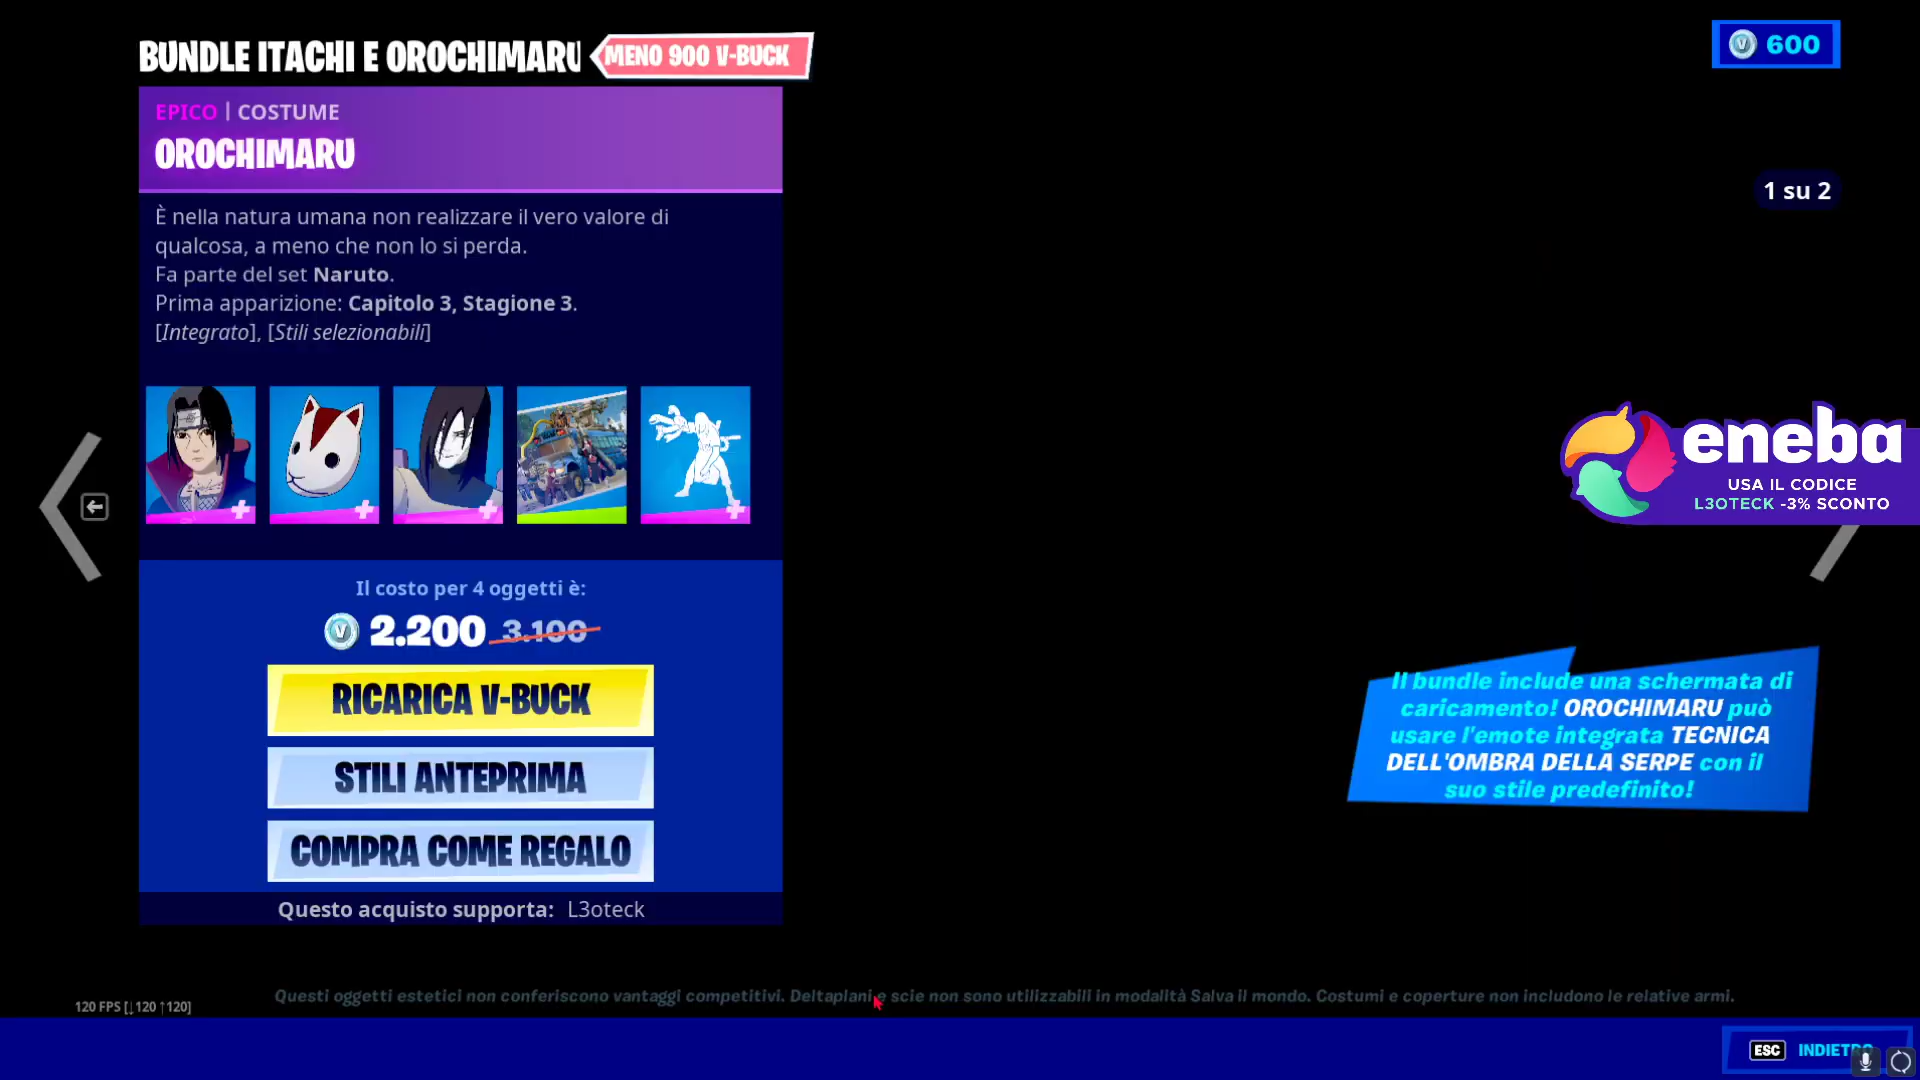 BUNDLE ITACHI E OROCHIMARU
MENO 900 V-BUCK
600
EPICO | COSTUME
OROCHIMARU
1 su 2
È nella natura umana non realizzare il vero valore di
qualcosa, a meno che non lo si perda.
Fa parte del set Naruto.
Prima apparizione: Capitolo 3, Stagione 3.
[Integrato], [Stili selezionabili]
eneba
USA IL CODICE
L3OTECK -3% SCONTO
Il costo per 4 oggetti è:
2.200 3.100
RICARICA V-BUCK
STILI ANTEPRIMA
COMPRA COME REGALO
Questo acquisto supporta: L3oteck
Il bundle include una schermata di
caricamento! OROCHIMARU può
usare l'emote integrata TECNICA
DELL'OMBRA DELLA SERPE con il
suo stile predefinito!
Questi oggetti estetici non conferiscono vantaggi competitivi. Deltaplani e scie non sono utilizzabili in modalità Salva il mondo. Costumi e coperture non includono le relative armi.
120 FPS [↓120 ↑120]
ESC INDIETRO